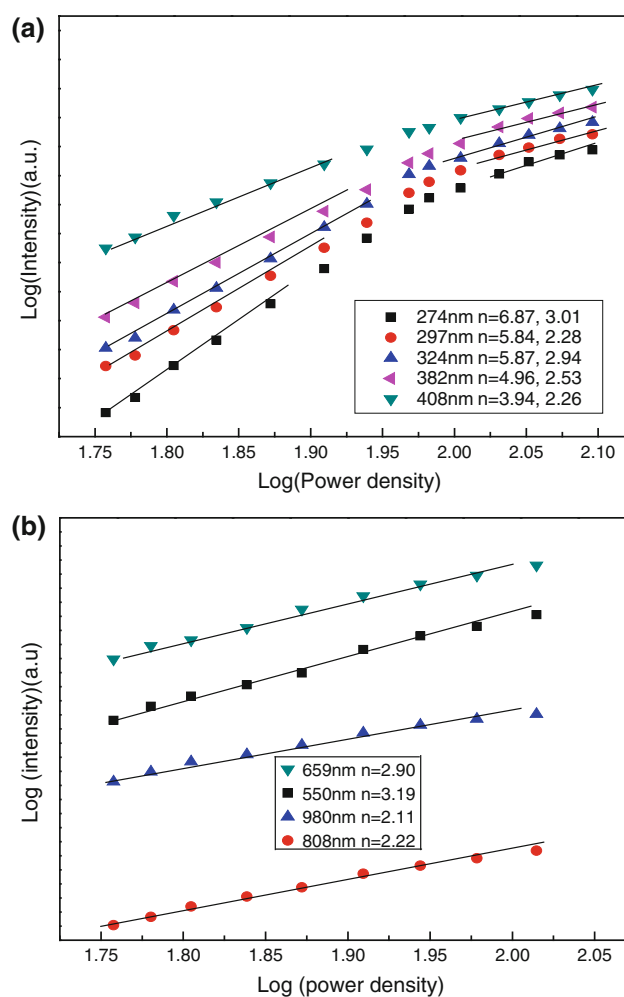 (a)
Log(Intensity)(a.u.)
274nm n=6.87, 3.01
297nm n=5.84, 2.28
324nm n=5.87, 2.94
382nm n=4.96, 2.53
408nm n=3.94, 2.26
1.75 1.80 1.85 1.90 1.95 2.00 2.05 2.10
Log(Power density)
(b)
Log (intensity)(a.u)
659nm n=2.90
550nm n=3.19
980nm n=2.11
808nm n=2.22
1.75 1.80 1.85 1.90 1.95 2.00 2.05
Log (power density)